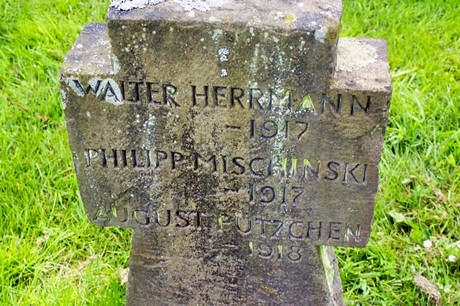 WALTER HERRMANN
- 1917
PHILIPP MISCHINSKI
- 1917
AUGUST PÜTZCHEN
- 1918